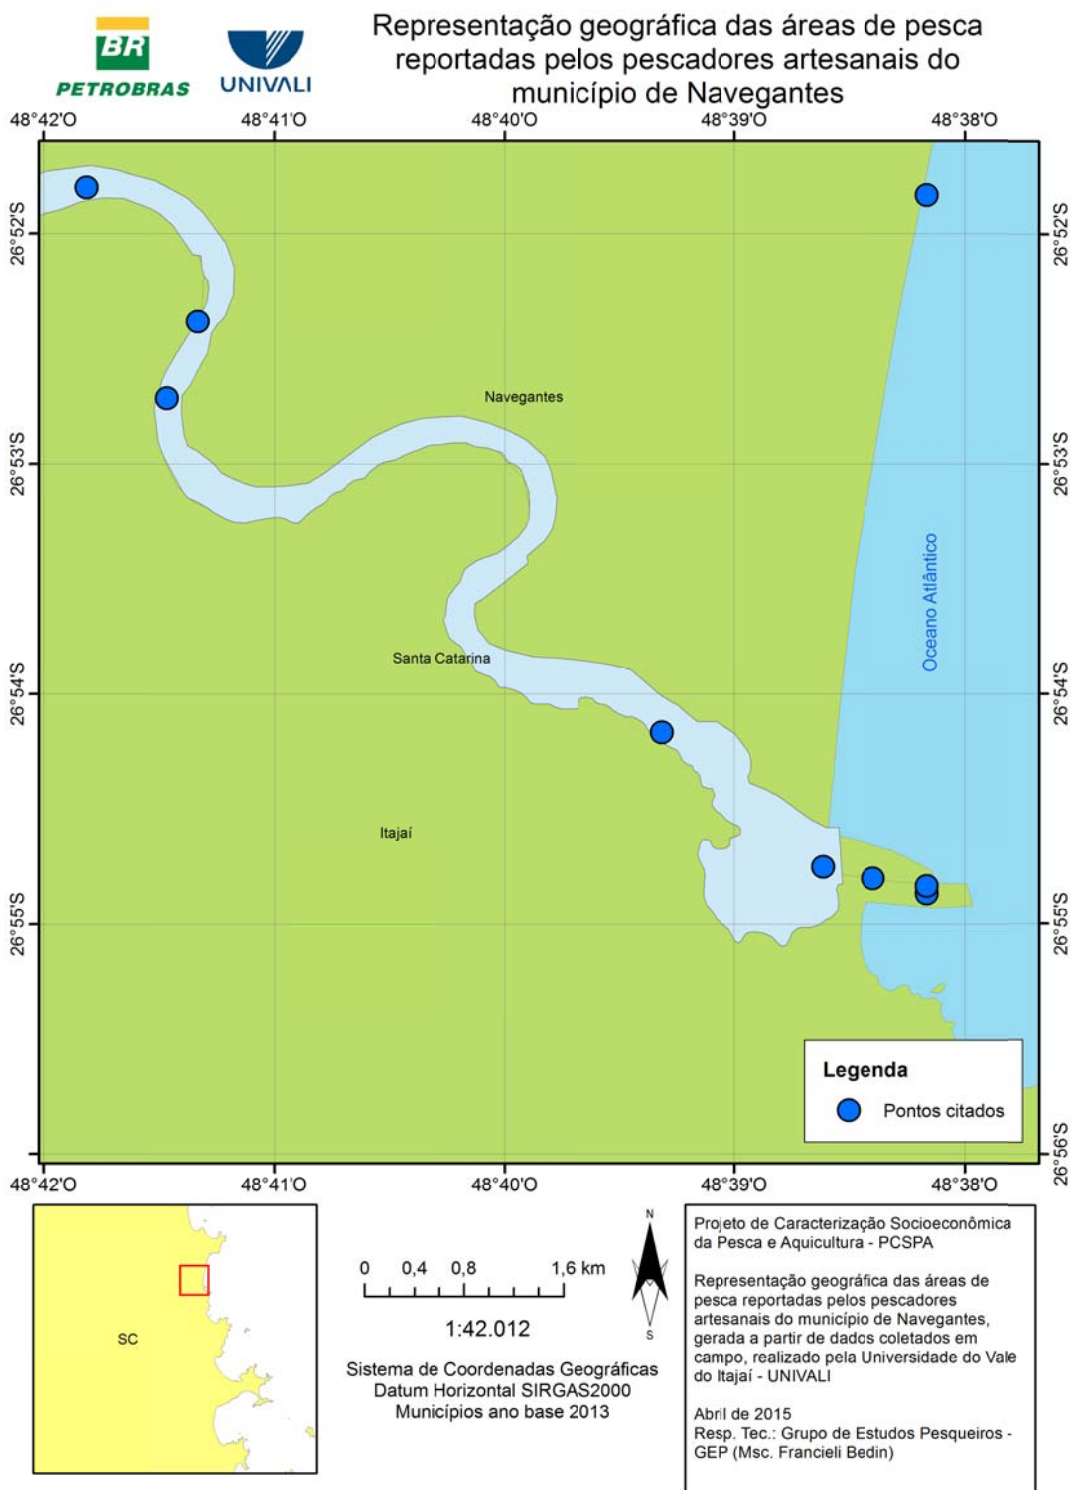 BR
PETROBRAS
UNIVALI
Representação geográfica das áreas de pesca
reportadas pelos pescadores artesanais do
município de Navegantes
48°42'O 48°41'O 48°40'O 48°39'O 48°38'O
26°52'S 26°52'S
Navegantes
26°53'S 26°53'S
Oceano Atlântico
Santa Catarina
26°54'S 26°54'S
Itajaí
26°55'S 26°55'S
Legenda
Pontos citados
26°56'S
48°42'O 48°41'O 48°40'O 48°39'O 48°38'O
SC
0 0,4 0,8 1,6 km
1:42.012
Sistema de Coordenadas Geográficas
Datum Horizontal SIRGAS2000
Municípios ano base 2013
N
S
Projeto de Caracterização Socioeconômica
da Pesca e Aquicultura - PCSPA
Representação geográfica das áreas de
pesca reportadas pelos pescadores
artesanais do município de Navegantes,
gerada a partir de dados coletados em
campo, realizado pela Universidade do Vale
do Itajaí - UNIVALI
Abril de 2015
Resp. Tec.: Grupo de Estudos Pesqueiros -
GEP (Msc. Francieli Bedin)